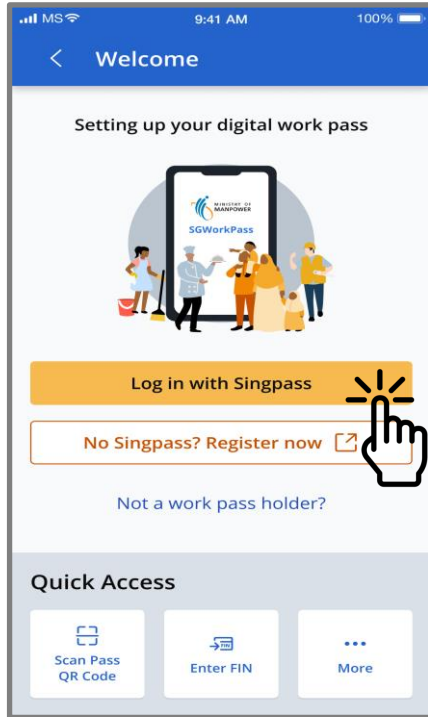 MS 9:41 AM 100%
Welcome
Setting up your digital work pass
MINISTRY OF
MANPOWER
SGWorkPass
Log in with Singpass
No Singpass? Register now
Not a work pass holder?
Quick Access
Scan Pass
QR Code
FIN
Enter FIN
More